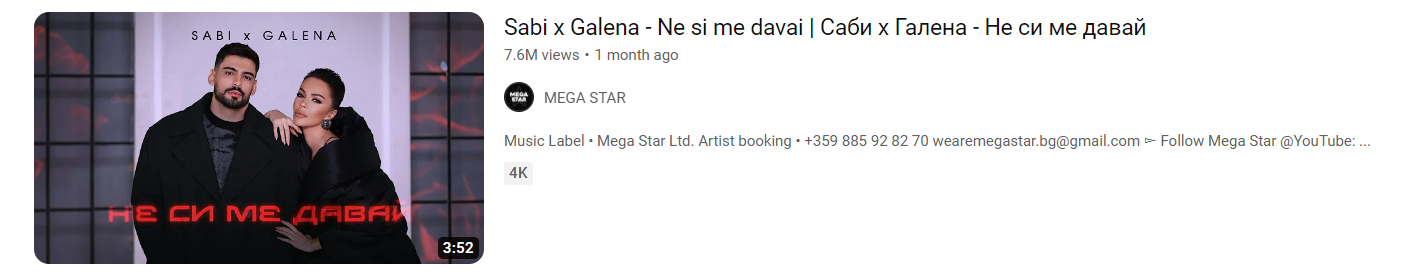 SABI x GALENA
НЕ СИ МЕ ДАВАЙ
3:52
Sabi x Galena - Ne si me davai | Саби x Галена - Не си ме давай
7.6M views • 1 month ago
MEGA STAR
MEGA STAR
Music Label • Mega Star Ltd. Artist booking • +359 885 92 82 70 wearemegastar.bg@gmail.com ➛ Follow Mega Star @YouTube: ...
4K